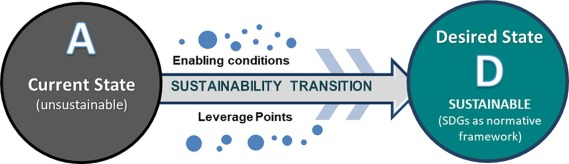 A
Current State
(unsustainable)
Enabling conditions
SUSTAINABILITY TRANSITION
Leverage Points
Desired State
D
SUSTAINABLE
(SDGs as normative
framework)